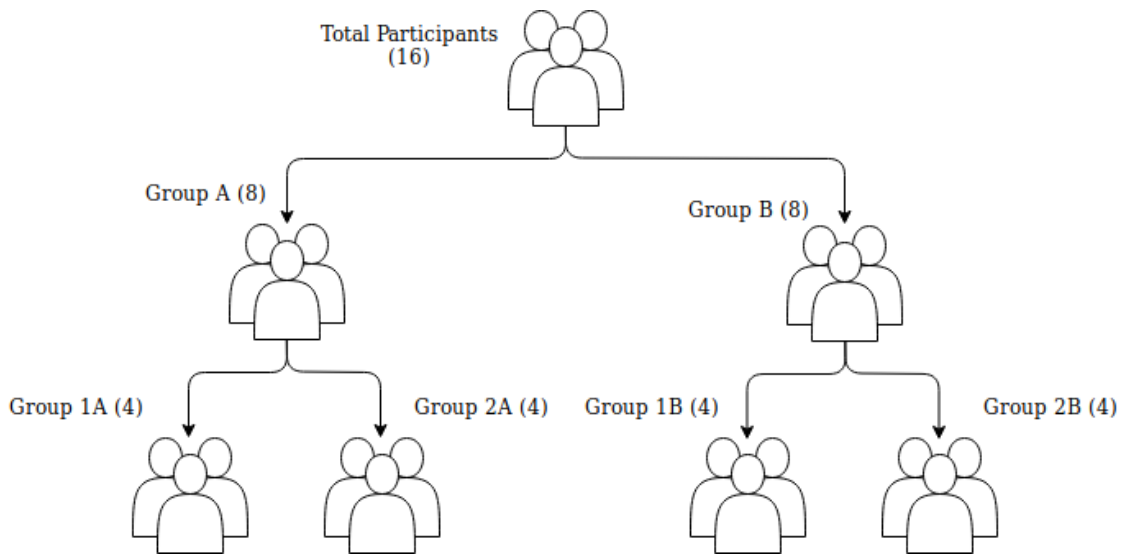 Total Participants
(16)
Group A (8)
Group B (8)
Group 1A (4)
Group 2A (4)
Group 1B (4)
Group 2B (4)